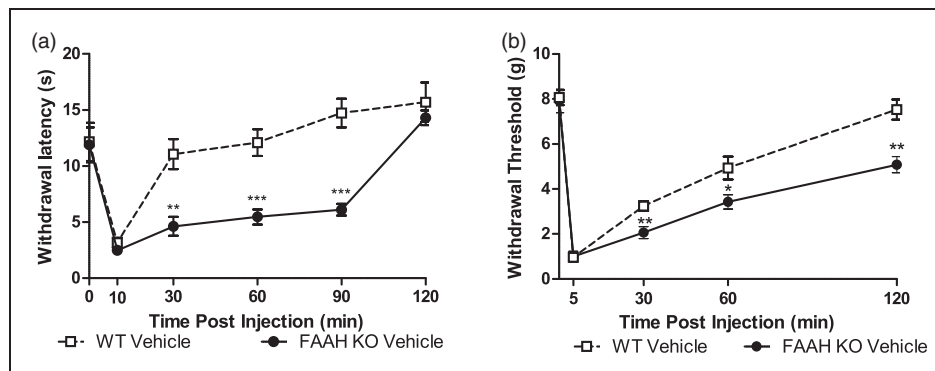 (a)
20
15
10
5
0
Withdrawal latency (s)
**
***
***
0 10 30 60 90 120
Time Post Injection (min)
WT Vehicle FAAH KO Vehicle
(b)
10
8
6
4
2
0
Withdrawal Threshold (g)
**
*
**
5 30 60 120
Time Post Injection (min)
WT Vehicle FAAH KO Vehicle